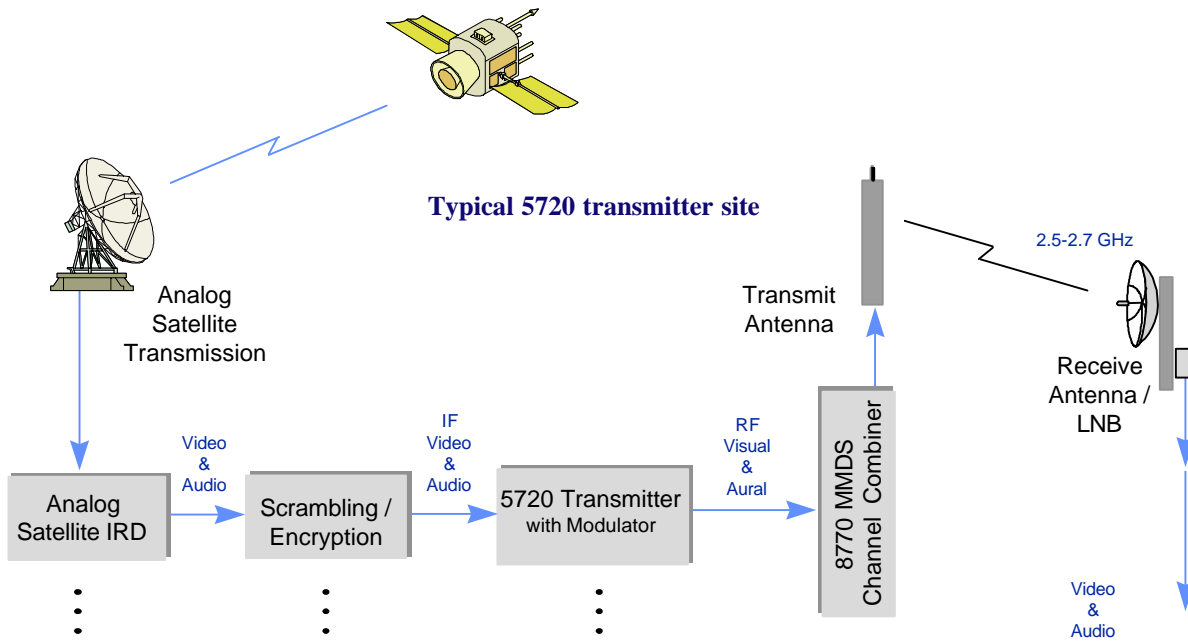 Typical 5720 transmitter site
2.5-2.7 GHz
Analog
Satellite
Transmission
Transmit
Antenna
Receive
Antenna /
LNB
Analog
Satellite IRD
Video
&
Audio
Scrambling /
Encryption
IF
Video
&
Audio
5720 Transmitter
with Modulator
RF
Visual
&
Aural
8770 MMDS
Channel Combiner
Video
&
Audio